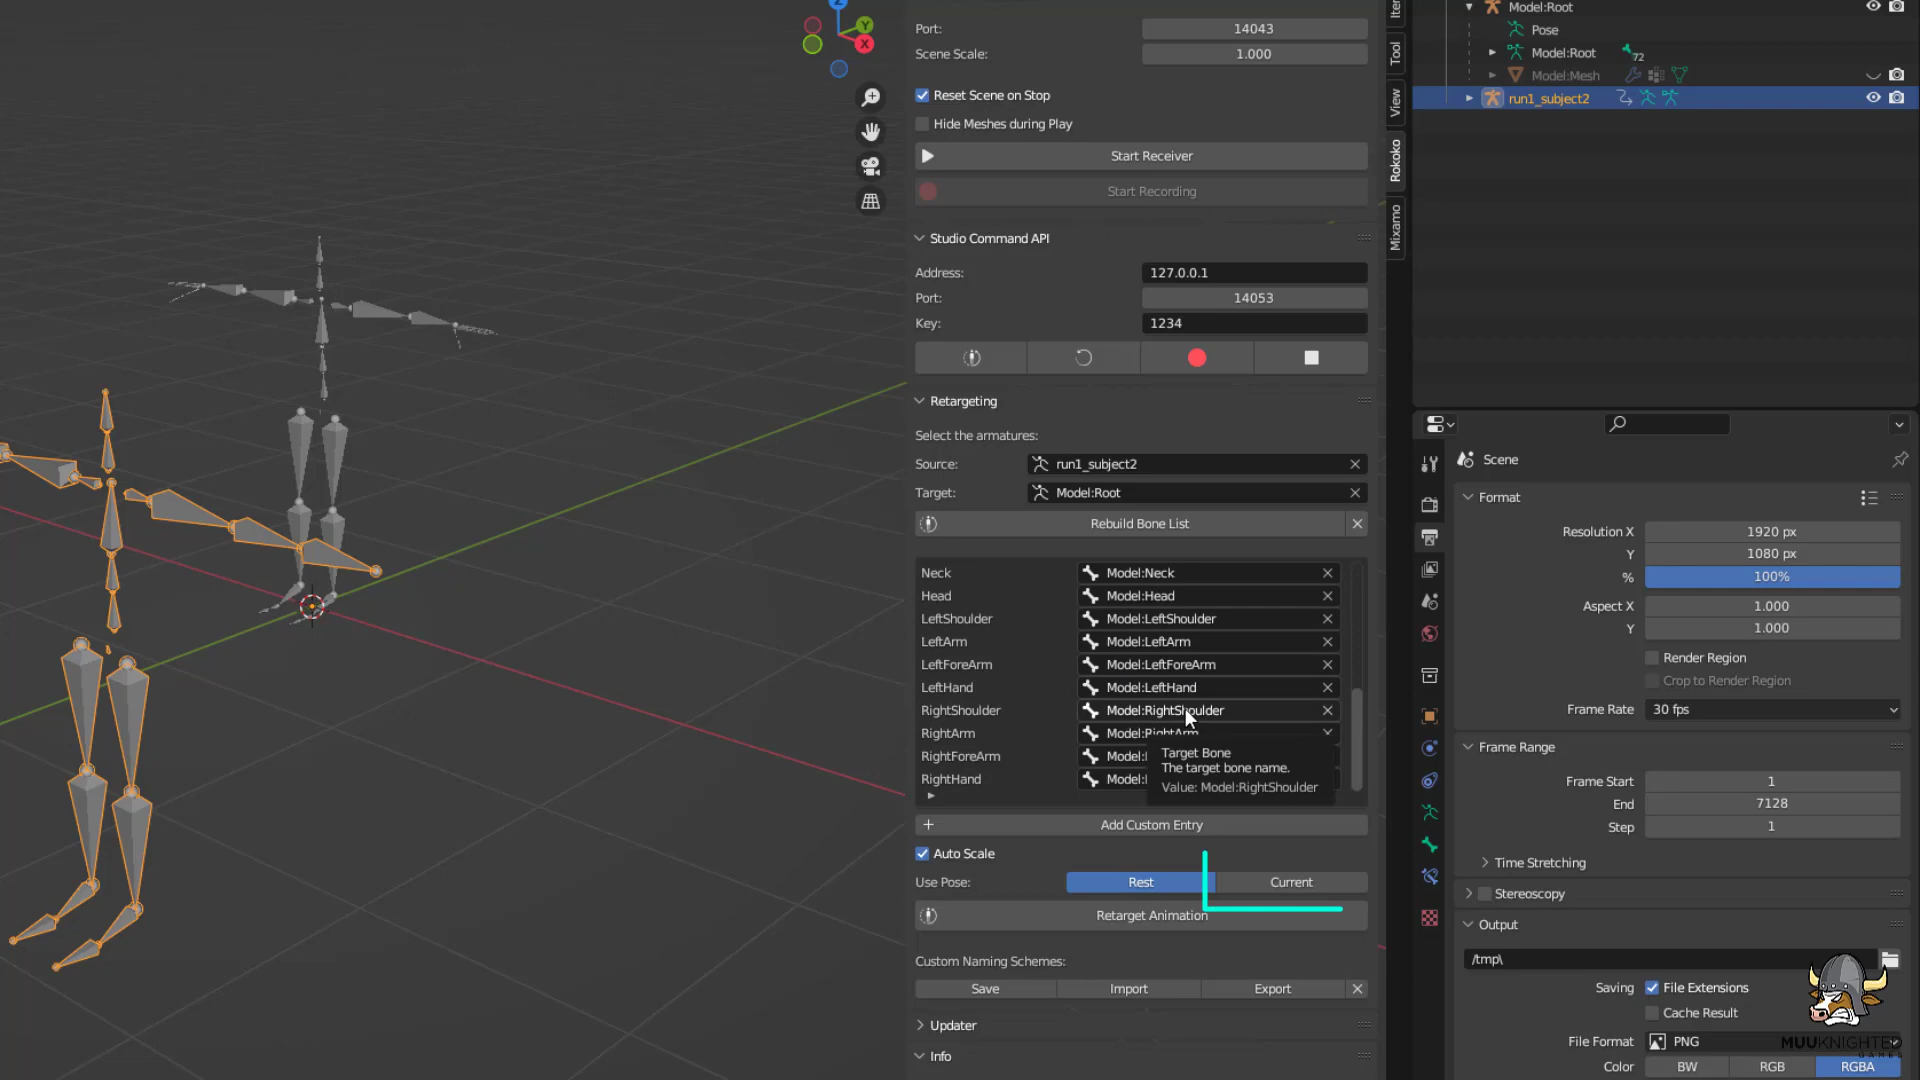 Z
Y
X
Port: 14043
Scene Scale: 1.000
Reset Scene on Stop
Hide Meshes during Play
Start Receiver
Start Recording
Studio Command API
Address: 127.0.0.1
Port: 14053
Key: 1234
Retargeting
Select the armatures:
Source: run1_subject2
Target: Model:Root
Rebuild Bone List
Neck Model:Neck
Head Model:Head
LeftShoulder Model:LeftShoulder
LeftArm Model:LeftArm
LeftForeArm Model:LeftForeArm
LeftHand Model:LeftHand
RightShoulder Model:RightShoulder
RightArm Model:RightArm
RightForeArm Model:
RightHand Model:
Target Bone
The target bone name.
Value: Model:RightShoulder
Add Custom Entry
Auto Scale
Use Pose: Rest Current
Retarget Animation
Custom Naming Schemes:
Save Import Export
Updater
Info
Item
Tool
View
Rokoko
Mixamo
Model:Root
Pose
Model:Root 72
Model:Mesh
run1_subject2
Scene
Format
Resolution X 1920 px
Y 1080 px
% 100%
Aspect X 1.000
Y 1.000
Render Region
Crop to Render Region
Frame Rate 30 fps
Frame Range
Frame Start 1
End 7128
Step 1
Time Stretching
Stereoscopy
Output
/tmp\
Saving File Extensions
Cache Result
File Format PNG
Color BW RGB RGBA
MUUKNIGHTED
GAMES